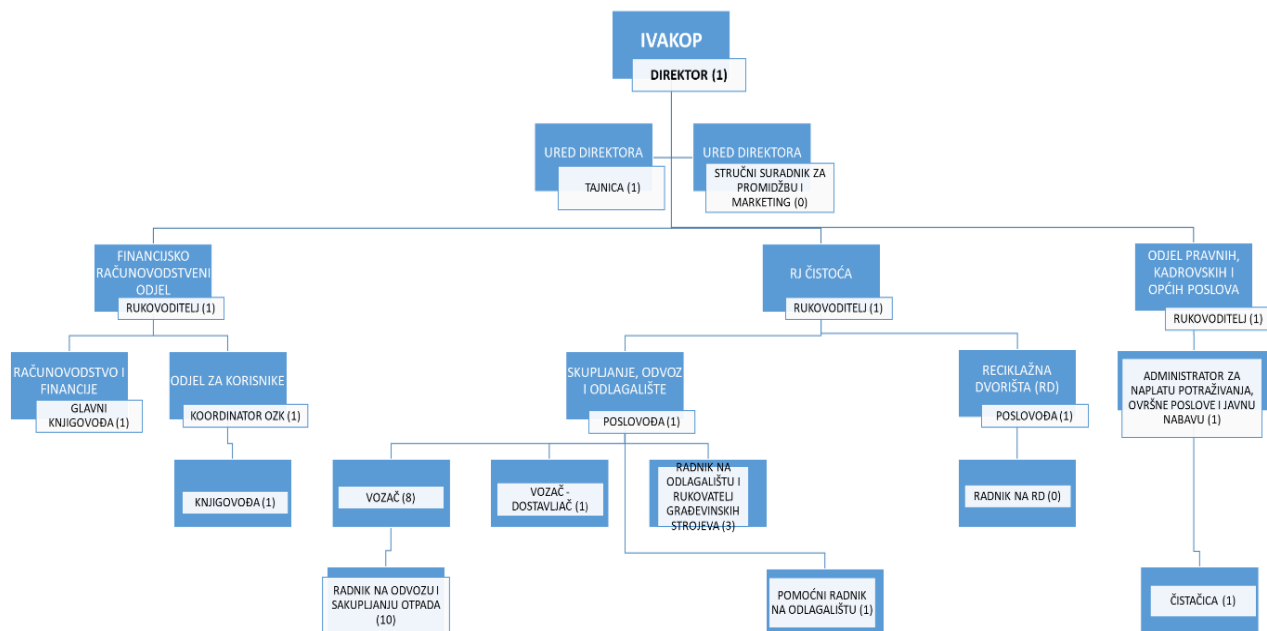 IVAKOP
DIREKTOR (1)
URED DIREKTORA
TAJNICA (1)
URED DIREKTORA
STRUČNI SURADNIK ZA
PROMIDŽBU I
MARKETING (0)
FINANCIJSKO
RAČUNOVODSTVENI
ODJEL
RUKOVODITELJ (1)
RJ ČISTOĆA
RUKOVODITELJ (1)
ODJEL PRAVNIH,
KADROVSKIH I
OPĆIH POSLOVA
RUKOVODITELJ (1)
RAČUNOVODSTVO I
FINANCIJE
GLAVNI
KNJIGOVOĐA (1)
ODJEL ZA KORISNIKE
KOORDINATOR OZK (1)
SKUPLJANJE, ODVOZ
I ODLAGALIŠTE
POSLOVOĐA (1)
RECIKLAŽNA
DVORIŠTA (RD)
POSLOVOĐA (1)
ADMINISTRATOR ZA
NAPLATU POTRAŽIVANJA,
OVRŠNE POSLOVE I JAVNU
NABAVU (1)
KNJIGOVOĐA (1)
VOZAČ (8)
VOZAČ -
DOSTAVLJAČ (1)
RADNIK NA
ODLAGALIŠTU I
RUKOVATELJ
GRAĐEVINSKIH
STROJEVA (3)
RADNIK NA RD (0)
RADNIK NA ODVOZU I
SAKUPLJANJU OTPADA
(10)
POMOĆNI RADNIK
NA ODLAGALIŠTU (1)
ČISTAČICA (1)